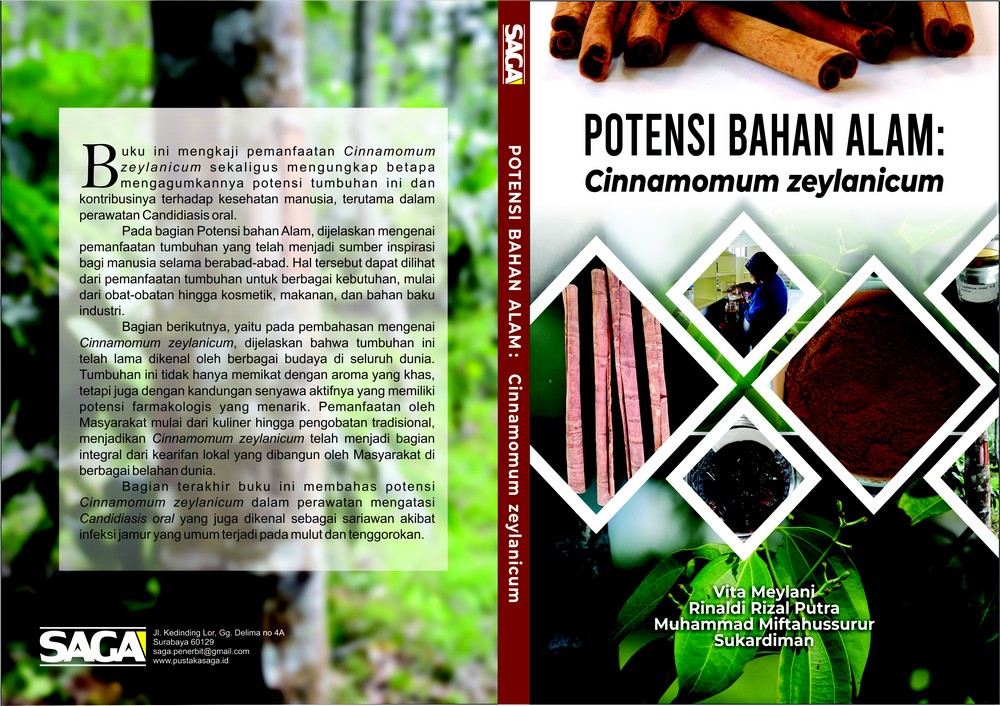 Buku ini mengkaji pemanfaatan Cinnamomum
zeylanicum sekaligus mengungkap betapa
mengagumkannya potensi tumbuhan ini dan
kontribusinya terhadap kesehatan manusia, terutama dalam
perawatan Candidiasis oral.
Pada bagian Potensi bahan Alam, dijelaskan mengenai
pemanfaatan tumbuhan yang telah menjadi sumber inspirasi
bagi manusia selama berabad-abad. Hal tersebut dapat dilihat
dari pemanfaatan tumbuhan untuk berbagai kebutuhan, mulai
dari obat-obatan hingga kosmetik, makanan, dan bahan baku
industri.
Bagian berikutnya, yaitu pada pembahasan mengenai
Cinnamomum zeylanicum, dijelaskan bahwa tumbuhan ini
telah lama dikenal oleh berbagai budaya di seluruh dunia.
Tumbuhan ini tidak hanya memikat dengan aroma yang khas,
tetapi juga dengan kandungan senyawa aktifnya yang memiliki
potensi farmakologis yang menarik. Pemanfaatan oleh
Masyarakat mulai dari kuliner hingga pengobatan tradisional,
menjadikan Cinnamomum zeylanicum telah menjadi bagian
integral dari kearifan lokal yang dibangun oleh Masyarakat di
berbagai belahan dunia.
Bagian terakhir buku ini membahas potensi
Cinnamomum zeylanicum dalam perawatan mengatasi
Candidiasis oral yang juga dikenal sebagai sariawan akibat
infeksi jamur yang umum terjadi pada mulut dan tenggorokan.
SAGA
Jl. Kedinding Lor, Gg. Delima no 4A
Surabaya 60129
saga.penerbit@gmail.com
www.pustakasaga.id
SAGA
POTENSI BAHAN ALAM: Cinnamomum zeylanicum
POTENSI BAHAN ALAM:
Cinnamomum zeylanicum
Vita Meylani
Rinaldi Rizal Putra
Muhammad Miftahussurur
Sukardiman